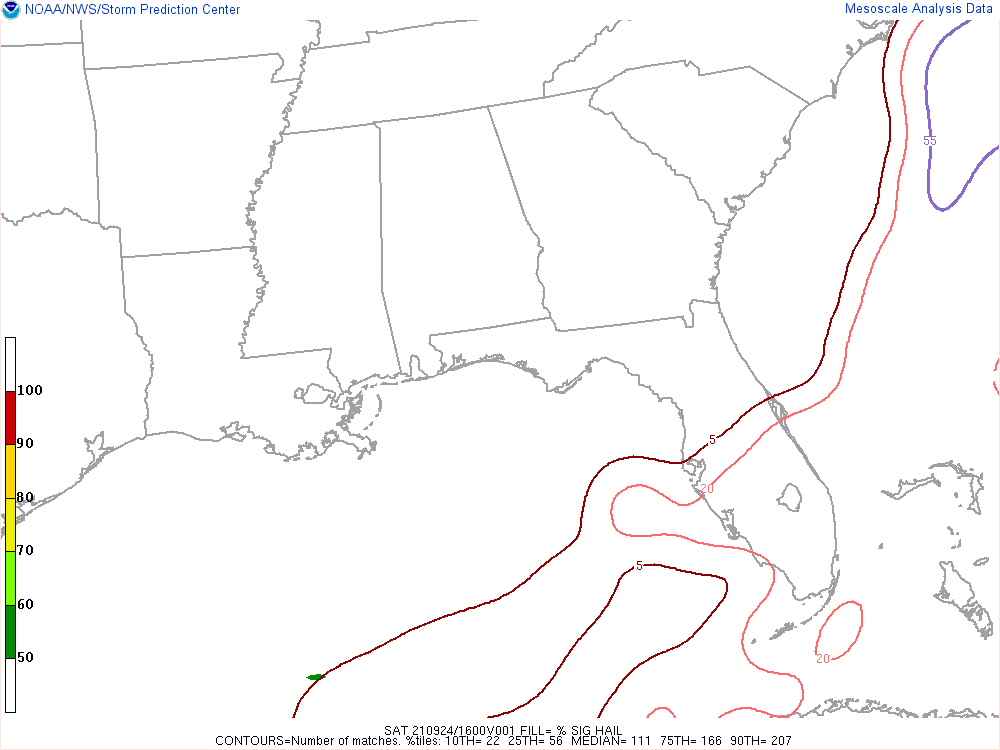 NOAA/NWS/Storm Prediction Center
Mesoscale Analysis Data
55
100
90
80
70
60
50
5
20
5
20
SAT 210924/1600V001 FILL= % SIG HAIL
CONTOURS=Number of matches. %tiles: 10TH= 22 25TH= 56 MEDIAN= 111 75TH= 166 90TH= 207